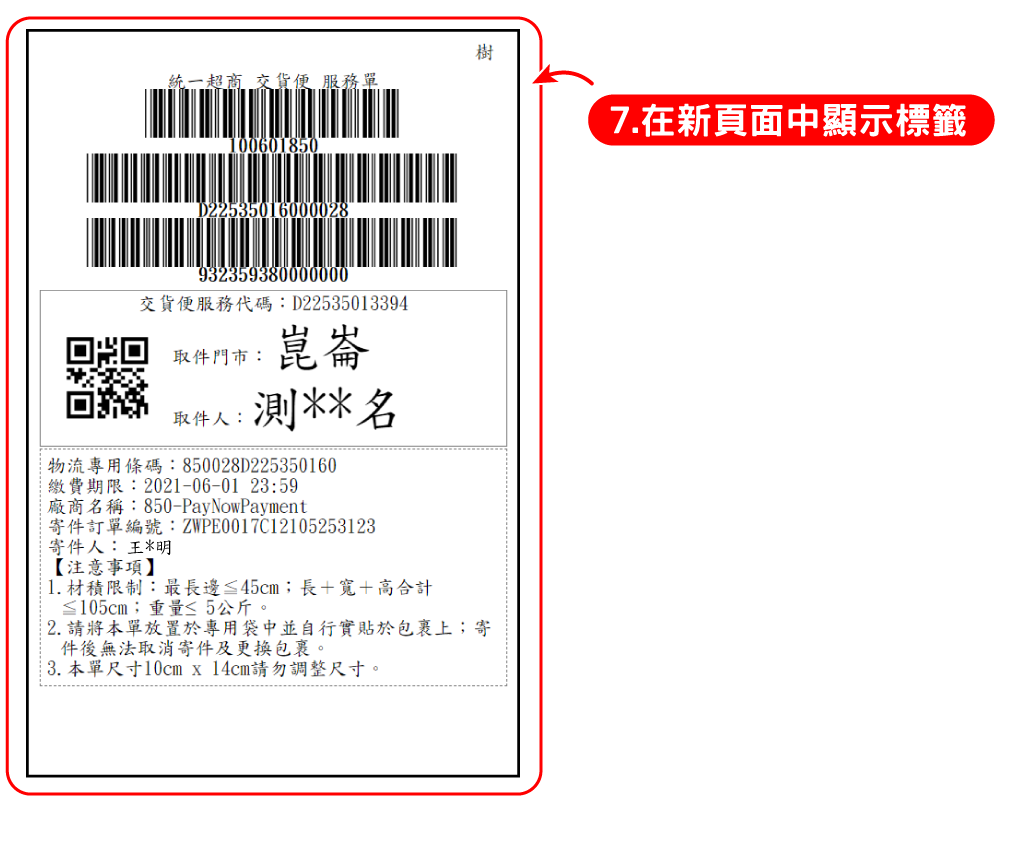 樹
統一超商 交貨便 服務單
100601850
D22535016000028
932359380000000
交貨便服務代碼：D22535013394
取件門市：崑崙
取件人：測**名
物流專用條碼：850028D225350160
繳費期限：2021-06-01 23:59
廠商名稱：850-PayNowPayment
寄件訂單編號：ZWPE0017C12105253123
寄件人：王*明
【注意事項】
1.材積限制：最長邊≦45cm；長＋寬＋高合計
≦105cm；重量≤ 5公斤。
2.請將本單放置於專用袋中並自行實貼於包裹上；寄
件後無法取消寄件及更換包裹。
3.本單尺寸10cm x 14cm請勿調整尺寸。
7.在新頁面中顯示標籤